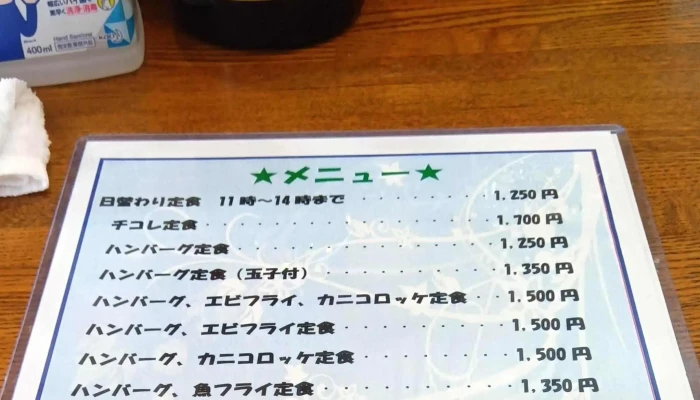 洗浄・消毒
400ml
Hand Sanitizer
★メニュー★
日替わり定食 11時～14時まで ・・・・・・・ 1,250円
チコレ定食 ・・・・・・・・・・・・・・・ 1,700円
ハンバーグ定食 ・・・・・・・・・・・・・ 1,250円
ハンバーグ定食（玉子付） ・・・・・・・・・ 1,350円
ハンバーグ、エビフライ、カニコロッケ定食 ・・ 1,500円
ハンバーグ、エビフライ定食 ・・・・・・・・ 1,500円
ハンバーグ、カニコロッケ定食 ・・・・・・・ 1,500円
ハンバーグ、魚フライ定食 ・・・・・・・・・ 1,350円